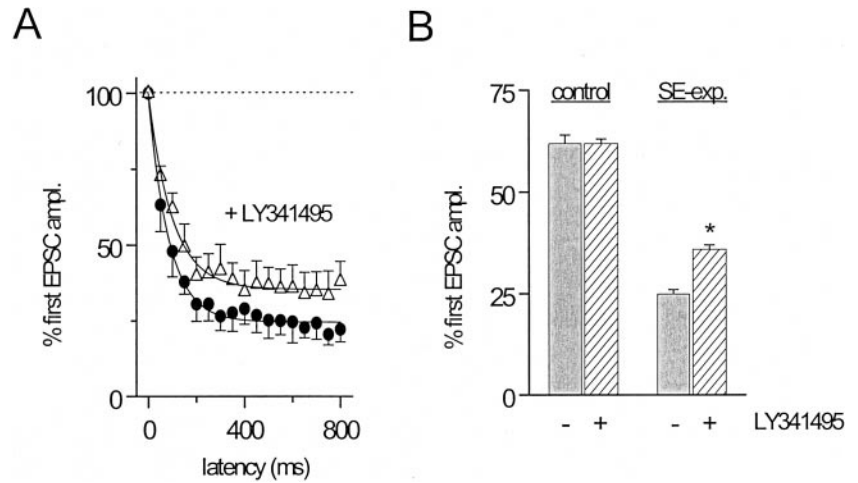 A
% first EPSC ampl.
100
50
0
+ LY341495
0 400 800
latency (ms)
B
% first EPSC ampl.
75
50
25
0
control SE-exp.
*
- + - + LY341495